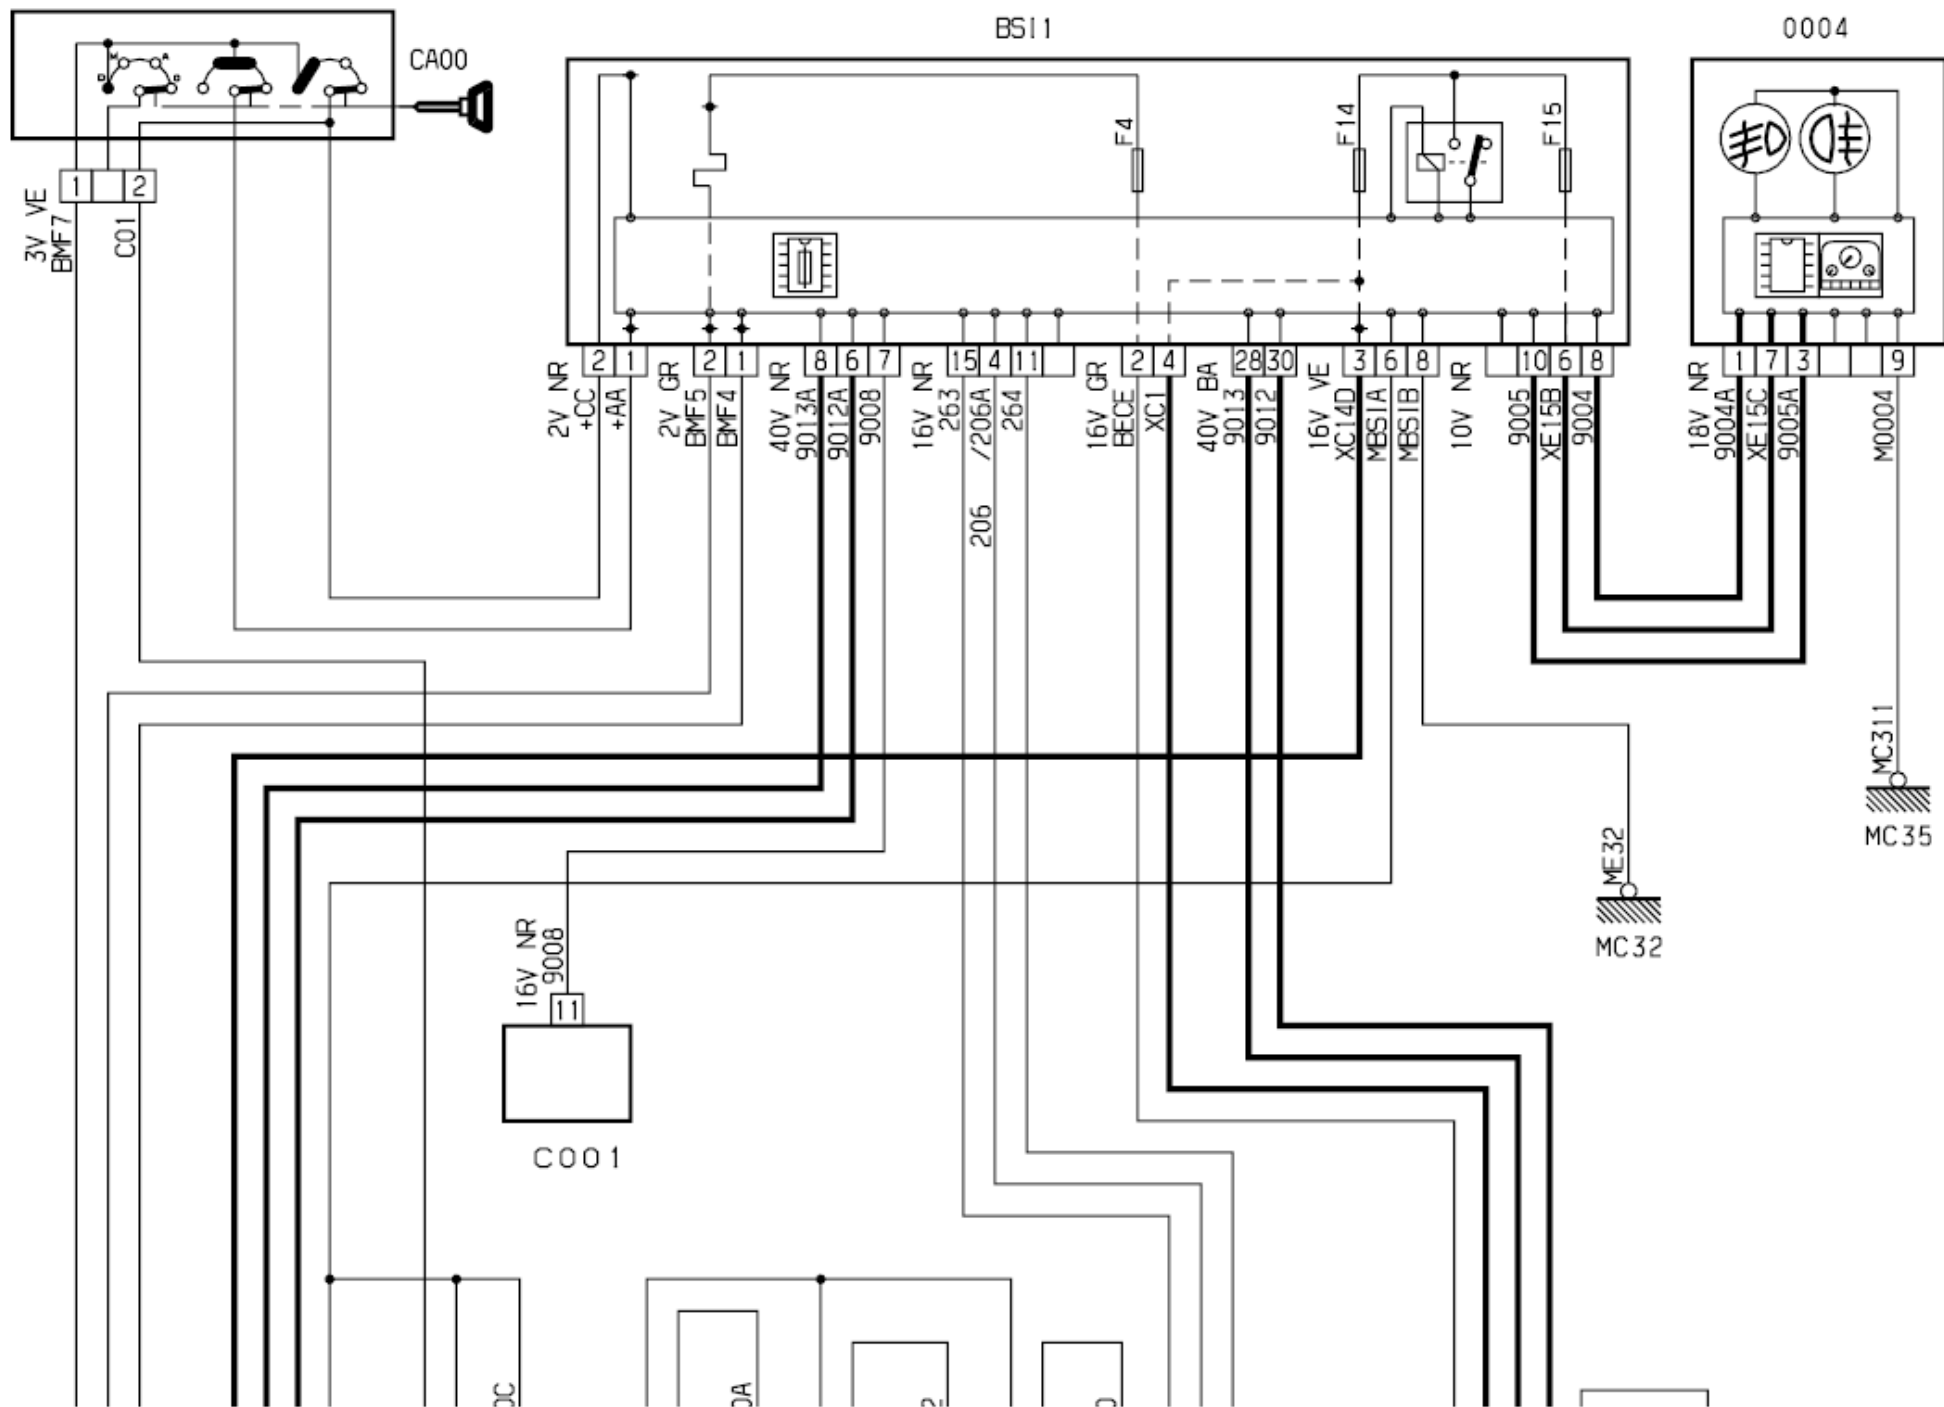 BSI1
0004
CA00
M A
D D
1 2
3V VE
BMF7
C01
F4
F14
F15
2 1
2 1
8 6 7
15 4 11
2 4
28 30
3 6 8
10 6 8
1 7 3 9
2V NR
+CC
+AA
2V GR
BMF5
BMF4
40V NR
9013A
9012A
9008
16V NR
263
/206A
264
206
16V GR
BECE
XC1
40V BA
9013
9012
16V VE
XC14D
MBSIA
MBSIB
10V NR
9005
XE15B
9004
18V NR
9004A
XE15C
9005A
M0004
MC311
MC35
ME32
MC32
16V NR
9008
11
C001